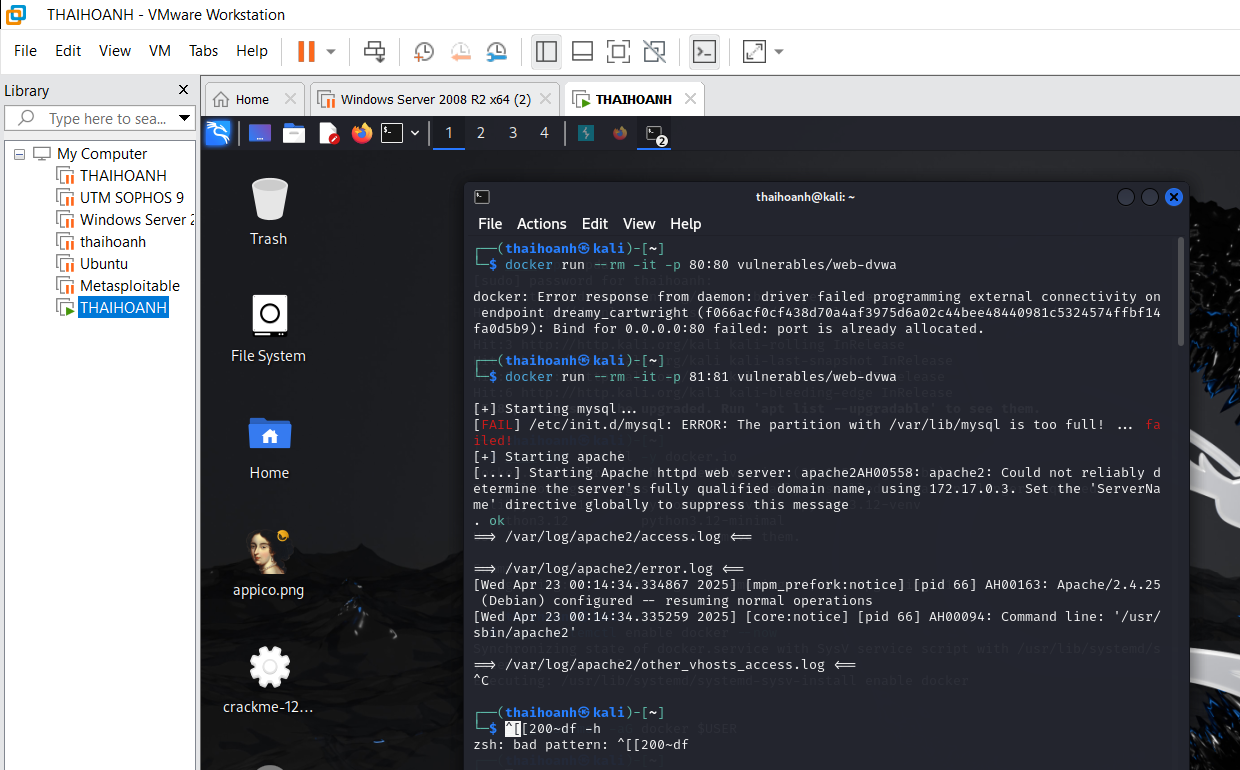 THAIHOANH - VMware Workstation
File Edit View VM Tabs Help
Library
Type here to sea...
Home
Windows Server 2008 R2 x64 (2)
THAIHOANH
My Computer
THAIHOANH
UTM SOPHOS 9
Windows Server 2
thaihoanh
Ubuntu
Metasploitable
THAIHOANH
1 2 3 4
2
Trash
File System
Home
appico.png
crackme-12...
thaihoanh@kali: ~
File Actions Edit View Help
┌──(thaihoanh㉿kali)-[~]
└─$ docker run --rm -it -p 80:80 vulnerables/web-dvwa
docker: Error response from daemon: driver failed programming external connectivity on
 endpoint dreamy_cartwright (f066acf0cf438d70a4af3975d6a02c44bee48440981c5324574ffbf14
fa0d5b9): Bind for 0.0.0.0:80 failed: port is already allocated.
┌──(thaihoanh㉿kali)-[~]
└─$ docker run --rm -it -p 81:81 vulnerables/web-dvwa
[+] Starting mysql...
[FAIL] /etc/init.d/mysql: ERROR: The partition with /var/lib/mysql is too full! ... fa
iled!
[+] Starting apache
[....] Starting Apache httpd web server: apache2AH00558: apache2: Could not reliably d
etermine the server's fully qualified domain name, using 172.17.0.3. Set the 'ServerNa
me' directive globally to suppress this message
. ok
==> /var/log/apache2/access.log <==
==> /var/log/apache2/error.log <==
[Wed Apr 23 00:14:34.334867 2025] [mpm_prefork:notice] [pid 66] AH00163: Apache/2.4.25
 (Debian) configured -- resuming normal operations
[Wed Apr 23 00:14:34.335259 2025] [core:notice] [pid 66] AH00094: Command line: '/usr/
sbin/apache2'
==> /var/log/apache2/other_vhosts_access.log <==
^C
┌──(thaihoanh㉿kali)-[~]
└─$ ^[[200~df -h
zsh: bad pattern: ^[[200~df